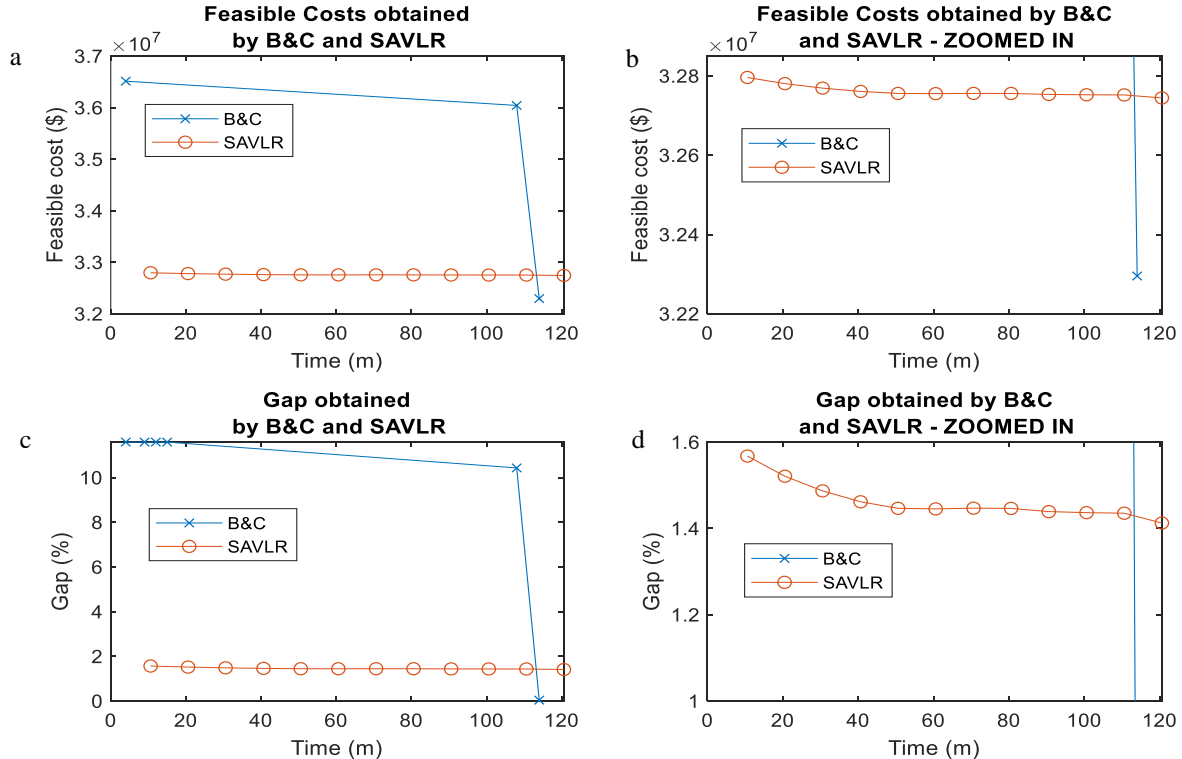 a
Feasible Costs obtained
by B&C and SAVLR
×10⁷
3.7
3.6
3.5
3.4
3.3
3.2
Feasible cost ($)
B&C
SAVLR
0 20 40 60 80 100 120
Time (m)
b
Feasible Costs obtained by B&C
and SAVLR - ZOOMED IN
×10⁷
3.28
3.26
3.24
3.22
Feasible cost ($)
B&C
SAVLR
0 20 40 60 80 100 120
Time (m)
c
Gap obtained
by B&C and SAVLR
10
8
6
4
2
0
Gap (%)
B&C
SAVLR
0 20 40 60 80 100 120
Time (m)
d
Gap obtained by B&C
and SAVLR - ZOOMED IN
1.6
1.4
1.2
1
Gap (%)
B&C
SAVLR
0 20 40 60 80 100 120
Time (m)